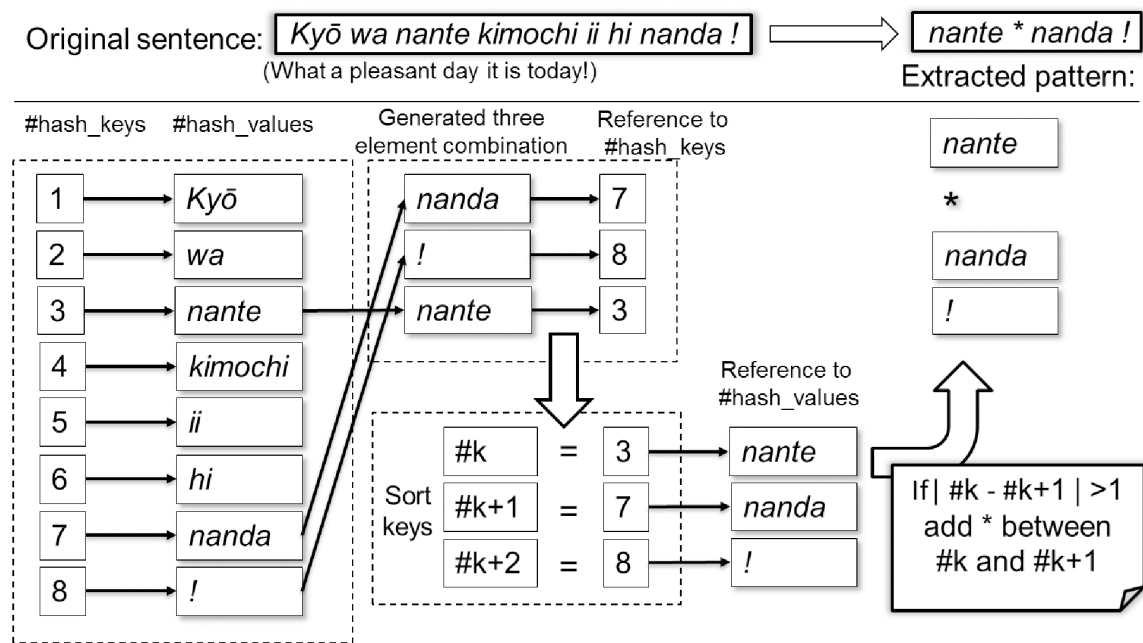 Original sentence: Kyō wa nante kimochi ii hi nanda !
nante * nanda !
(What a pleasant day it is today!)
Extracted pattern:
#hash_keys
#hash_values
Generated three
element combination
Reference to
#hash_keys
1
Kyō
2
wa
3
nante
4
kimochi
5
ii
6
hi
7
nanda
8
!
nanda
7
!
8
nante
3
nante
*
nanda
!
Reference to
#hash_values
Sort
keys
#k = 3
nante
#k+1 = 7
nanda
#k+2 = 8
!
If | #k - #k+1 | >1
add * between
#k and #k+1